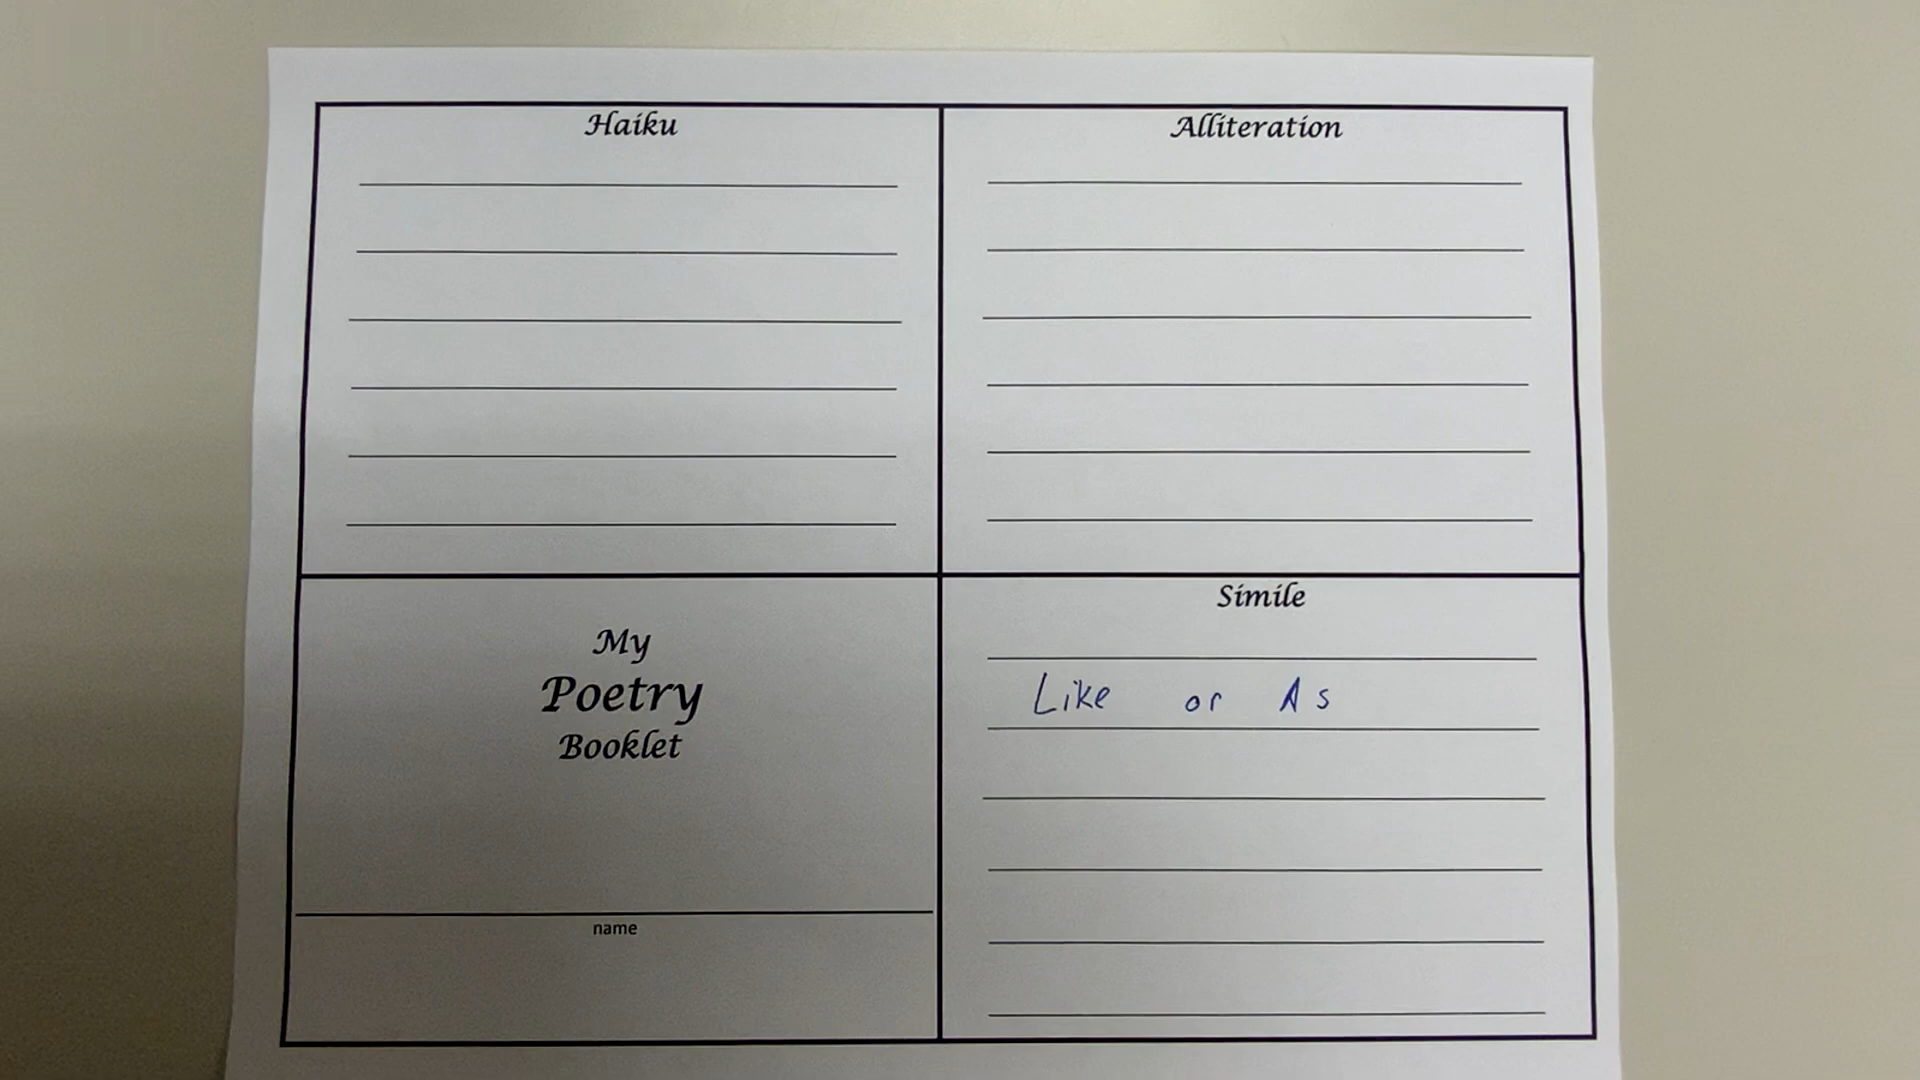 Haiku
Alliteration
My
Poetry
Booklet
name
Simile
Like or As